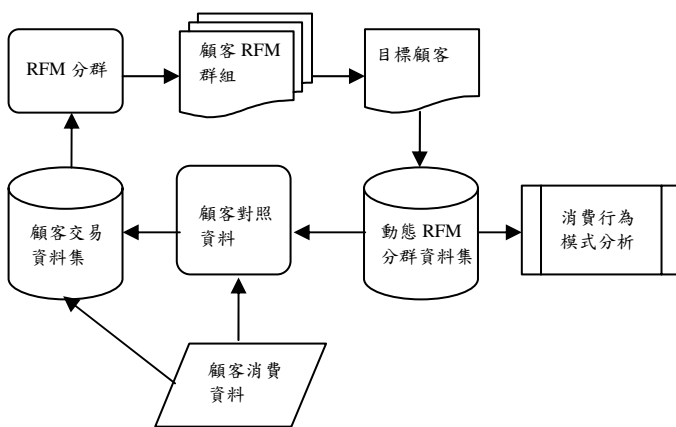 RFM 分群
顧客 RFM
群組
目標顧客
顧客交易
資料集
顧客對照
資料
動態 RFM
分群資料集
消費行為
模式分析
顧客消費
資料